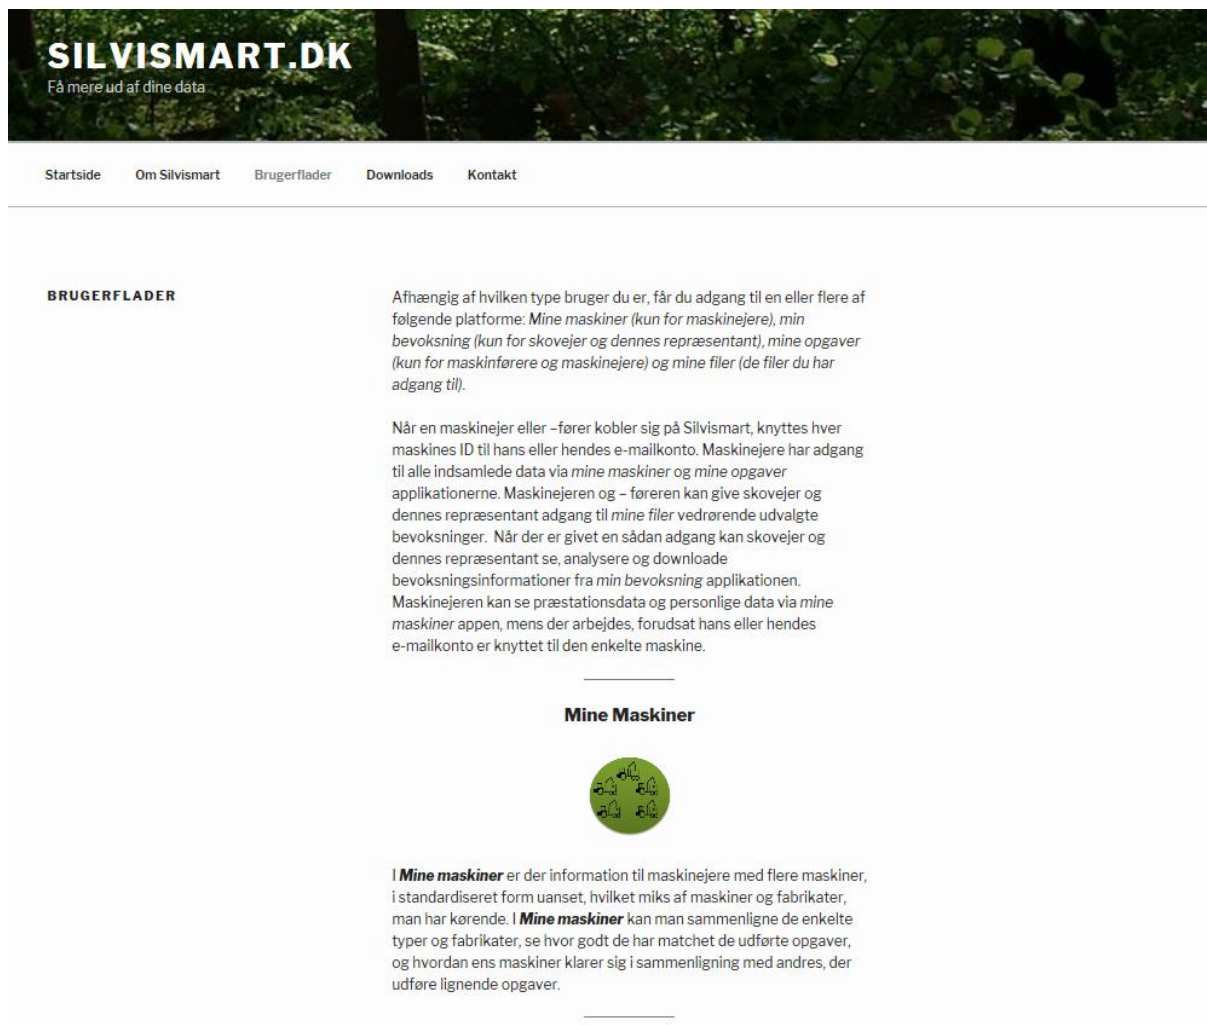 SILVISMART.DK
Få mere ud af dine data
Startside Om Silvismart Brugerflader Downloads Kontakt
BRUGERFLADER
Afhængig af hvilken type bruger du er, får du adgang til en eller flere af
følgende platforme: Mine maskiner (kun for maskinejere), min
bevoksning (kun for skovejer og dennes repræsentant), mine opgaver
(kun for maskinførere og maskinejere) og mine filer (de filer du har
adgang til).
Når en maskinejer eller –fører kobler sig på Silvismart, knyttes hver
maskines ID til hans eller hendes e-mailkonto. Maskinejere har adgang
til alle indsamlede data via mine maskiner og mine opgaver
applikationerne. Maskinejeren og – føreren kan give skovejer og
dennes repræsentant adgang til mine filer vedrørende udvalgte
bevoksninger. Når der er givet en sådan adgang kan skovejer og
dennes repræsentant se, analysere og downloade
bevoksningsinformationer fra min bevoksning applikationen.
Maskinejeren kan se præstationsdata og personlige data via mine
maskiner appen, mens der arbejdes, forudsat hans eller hendes
e-mailkonto er knyttet til den enkelte maskine.
Mine Maskiner
I Mine maskiner er der information til maskinejere med flere maskiner,
i standardiseret form uanset, hvilket miks af maskiner og fabrikater,
man har kørende. I Mine maskiner kan man sammenligne de enkelte
typer og fabrikater, se hvor godt de har matchet de udførte opgaver,
og hvordan ens maskiner klarer sig i sammenligning med andres, der
udføre lignende opgaver.